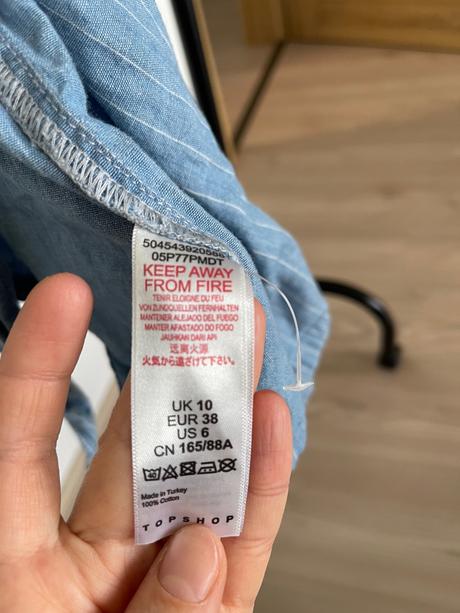 05P77PMDT
KEEP AWAY
FROM FIRE
TENIR ELOIGNE DU FEU
VON ZUNDQUELLEN FERNHALTEN
MANTENER ALEJADO DEL FUEGO
MANTER AFASTADO DO FOGO
JAUHKAN DARI API
远离火源
火気から遠ざけて下さい。
UK 10
EUR 38
US 6
CN 165/88A
40
Made in Turkey
100% Cotton
TOPSHOP